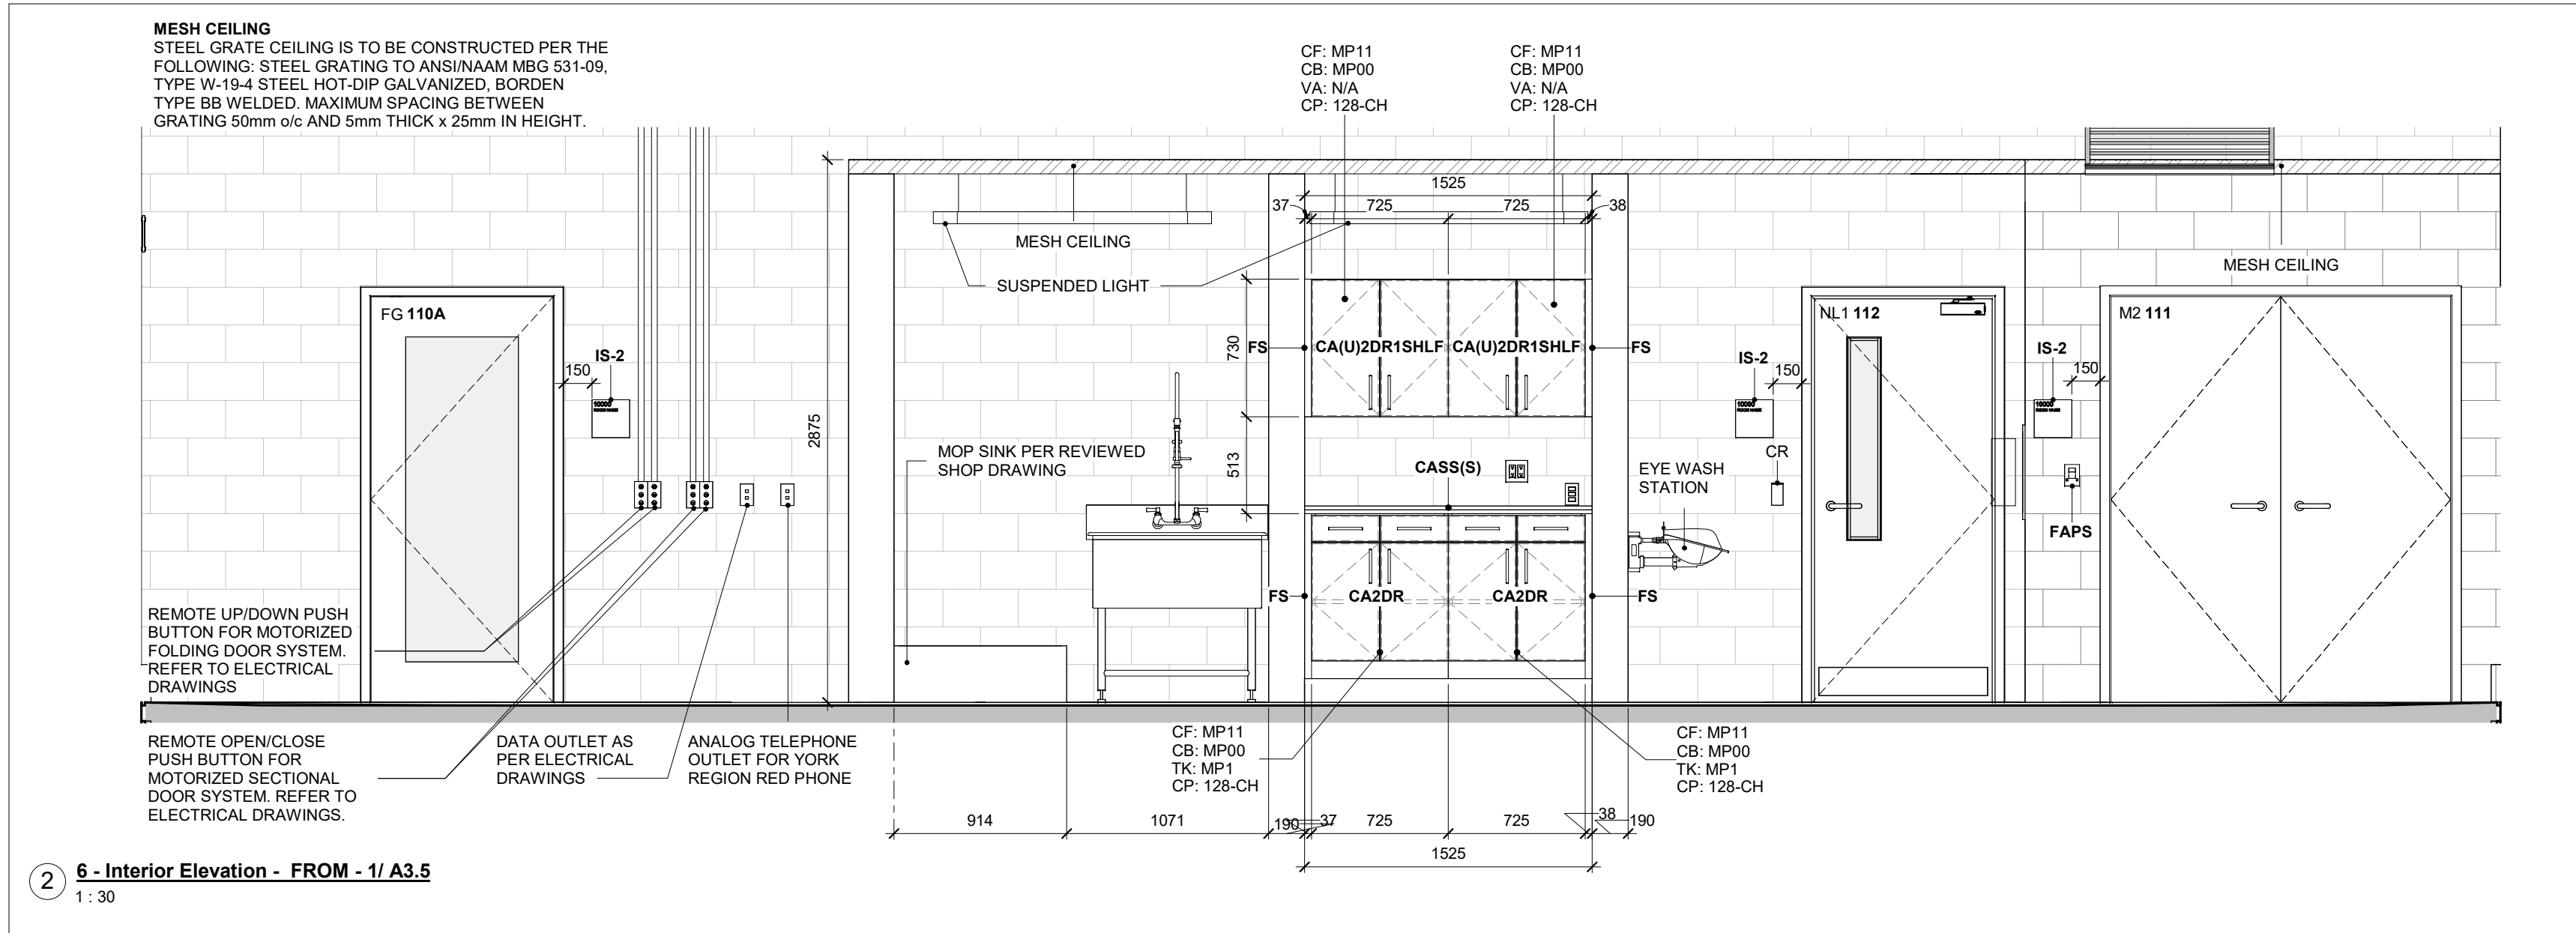 MESH CEILING
STEEL GRATE CEILING IS TO BE CONSTRUCTED PER THE
FOLLOWING: STEEL GRATING TO ANSI/NAAM MBG 531-09,
TYPE W-19-4 STEEL HOT-DIP GALVANIZED, BORDEN
TYPE BB WELDED. MAXIMUM SPACING BETWEEN
GRATING 50mm o/c AND 5mm THICK x 25mm IN HEIGHT.
CF: MP11
CB: MP00
VA: N/A
CP: 128-CH
CF: MP11
CB: MP00
VA: N/A
CP: 128-CH
1525
37
725
725
38
MESH CEILING
SUSPENDED LIGHT
MESH CEILING
FG 110A
IS-2
150
10000
ROOM NAME
2875
730
FS
CA(U)2DR1SHLF
CA(U)2DR1SHLF
FS
NL1 112
IS-2
150
10000
ROOM NAME
IS-2
150
10000
ROOM NAME
M2 111
MOP SINK PER REVIEWED
SHOP DRAWING
513
CASS(S)
EYE WASH
STATION
CR
FAPS
FS
CA2DR
CA2DR
FS
REMOTE UP/DOWN PUSH
BUTTON FOR MOTORIZED
FOLDING DOOR SYSTEM.
REFER TO ELECTRICAL
DRAWINGS
REMOTE OPEN/CLOSE
PUSH BUTTON FOR
MOTORIZED SECTIONAL
DOOR SYSTEM. REFER TO
ELECTRICAL DRAWINGS.
DATA OUTLET AS
PER ELECTRICAL
DRAWINGS
ANALOG TELEPHONE
OUTLET FOR YORK
REGION RED PHONE
CF: MP11
CB: MP00
TK: MP1
CP: 128-CH
CF: MP11
CB: MP00
TK: MP1
CP: 128-CH
914
1071
190
37
725
725
38
190
1525
2
6 - Interior Elevation - FROM - 1/ A3.5
1 : 30